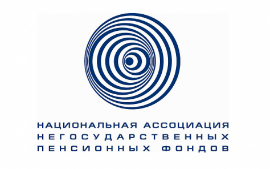 НАЦИОНАЛЬНАЯ АССОЦИАЦИЯ
НЕГОСУДАРСТВЕННЫХ
ПЕНСИОННЫХ ФОНДОВ